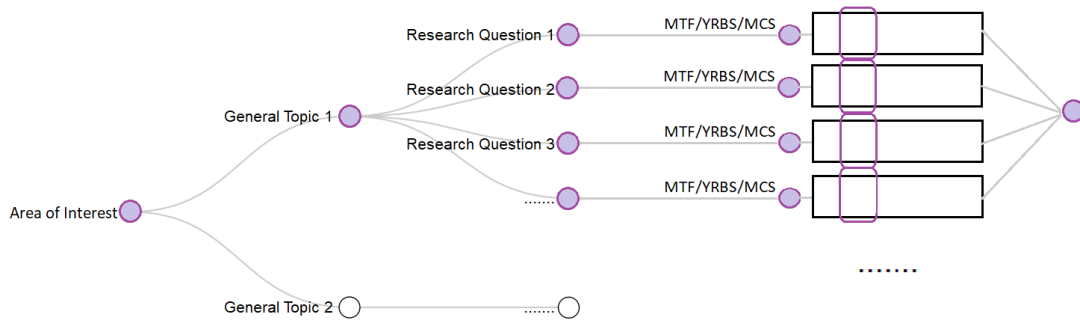 Research Question 1
MTF/YRBS/MCS
Research Question 2
MTF/YRBS/MCS
General Topic 1
Research Question 3
MTF/YRBS/MCS
.......
MTF/YRBS/MCS
Area of Interest
.......
General Topic 2
.......